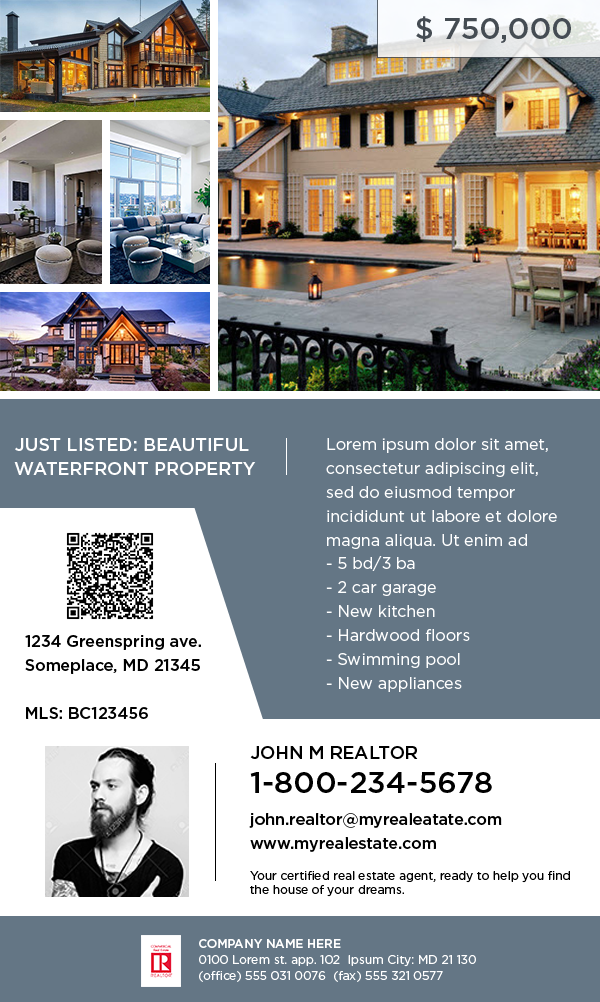 $ 750,000
JUST LISTED: BEAUTIFUL
WATERFRONT PROPERTY
Lorem ipsum dolor sit amet,
consectetur adipiscing elit,
sed do eiusmod tempor
incididunt ut labore et dolore
magna aliqua. Ut enim ad
- 5 bd/3 ba
- 2 car garage
- New kitchen
- Hardwood floors
- Swimming pool
- New appliances
1234 Greenspring ave.
Someplace, MD 21345
MLS: BC123456
JOHN M REALTOR
1-800-234-5678
john.realtor@myrealeatate.com
www.myrealestate.com
Your certified real estate agent, ready to help you find
the house of your dreams.
REALTOR
COMPANY NAME HERE
0100 Lorem st. app. 102 Ipsum City: MD 21 130
(office) 555 031 0076 (fax) 555 321 0577